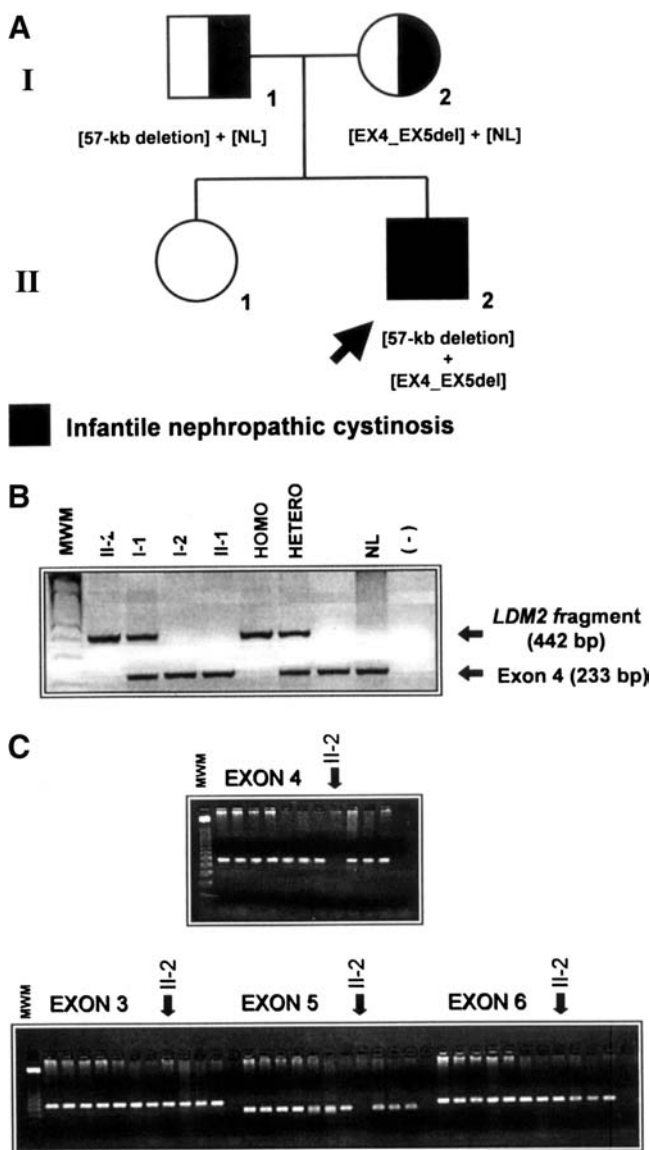 A
I
1
2
[57-kb deletion] + [NL]
[EX4_EX5del] + [NL]
II
1
2
[57-kb deletion]
+
[EX4_EX5del]
Infantile nephropathic cystinosis
B
MWM
II-2
I-1
I-2
II-1
HOMO
HETERO
NL
(-)
LDM2 fragment
(442 bp)
Exon 4 (233 bp)
C
MWM
EXON 4
II-2
MWM
EXON 3
II-2
EXON 5
II-2
EXON 6
II-2